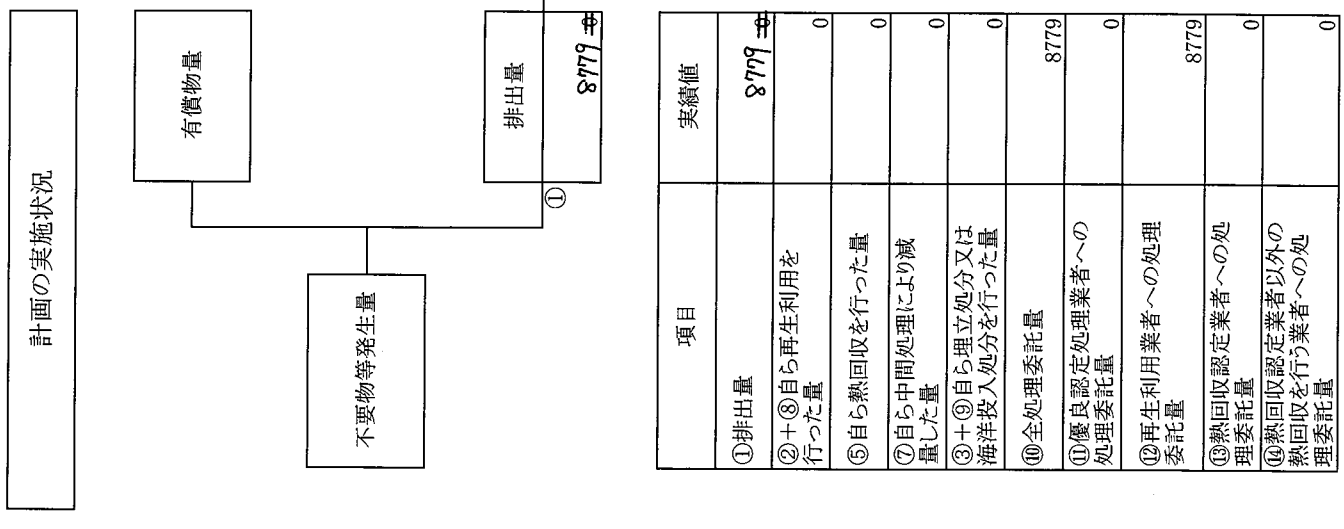 計画の実施状況
有償物量
不要物等発生量
排出量
①
8779 0
項目
実績値
①排出量
8779 0
②+⑧自ら再生利用を
行った量
0
⑤自ら熱回収を行った量
0
⑦自ら中間処理により減
量した量
0
③+⑨自ら埋立処分又は
海洋投入処分を行った量
0
⑩全処理委託量
8779
⑪優良認定処理業者への
処理委託量
0
⑫再生利用業者への処理
委託量
8779
⑬熱回収認定業者への処
理委託量
0
⑭熱回収認定業者以外の
熱回収を行う業者への処
理委託量
0